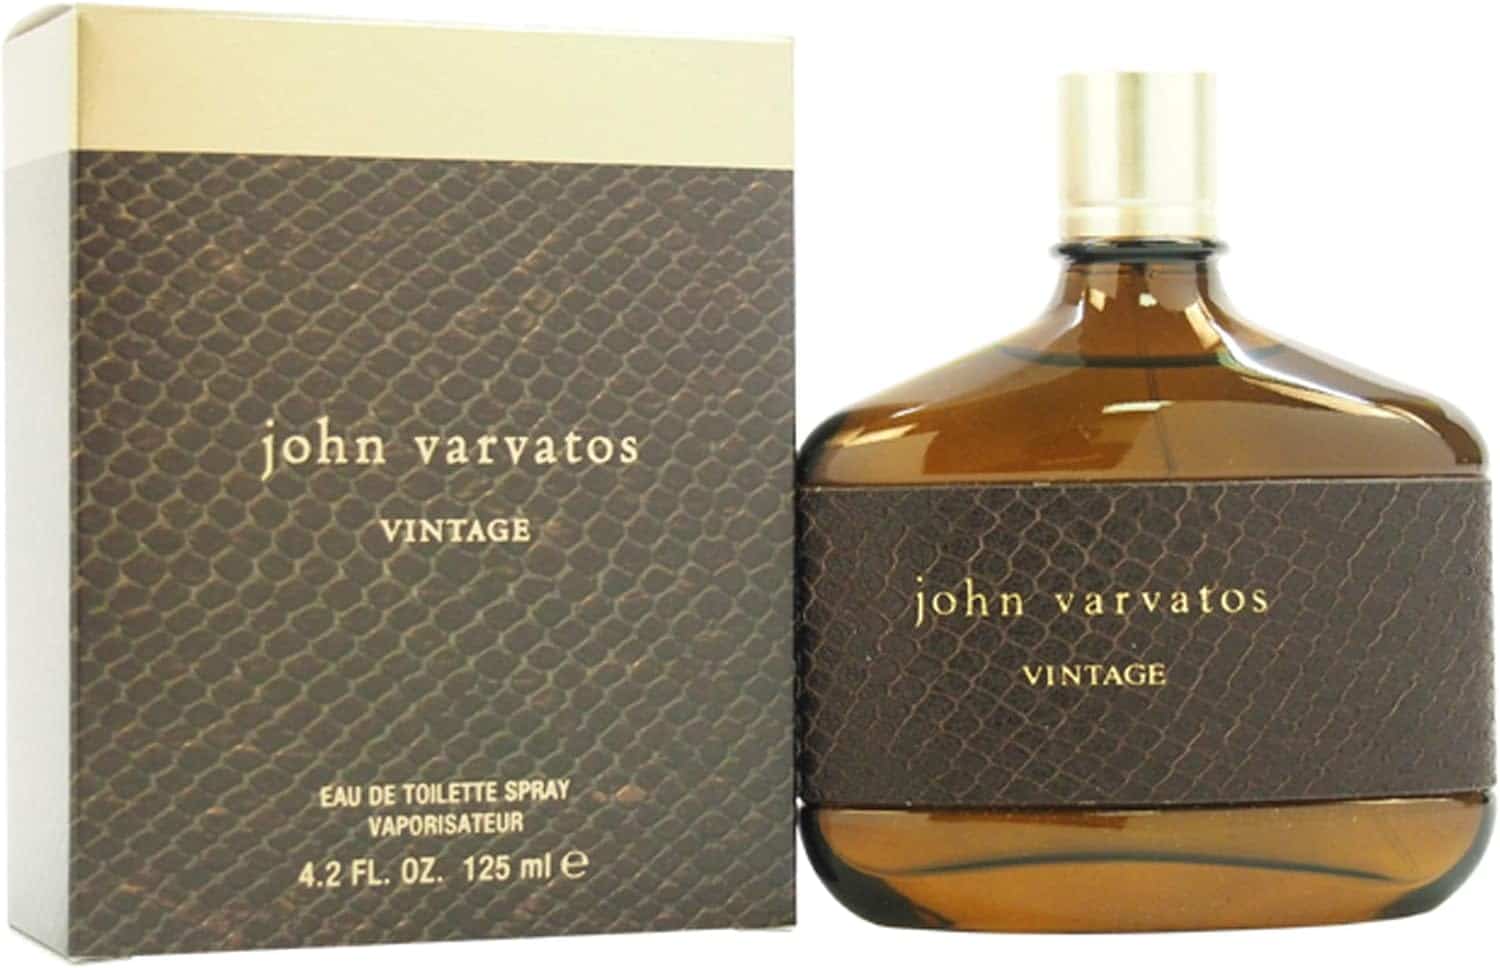 john varvatos
VINTAGE
EAU DE TOILETTE SPRAY
VAPORISATEUR
4.2 FL. OZ. 125 ml ℮
john varvatos
VINTAGE